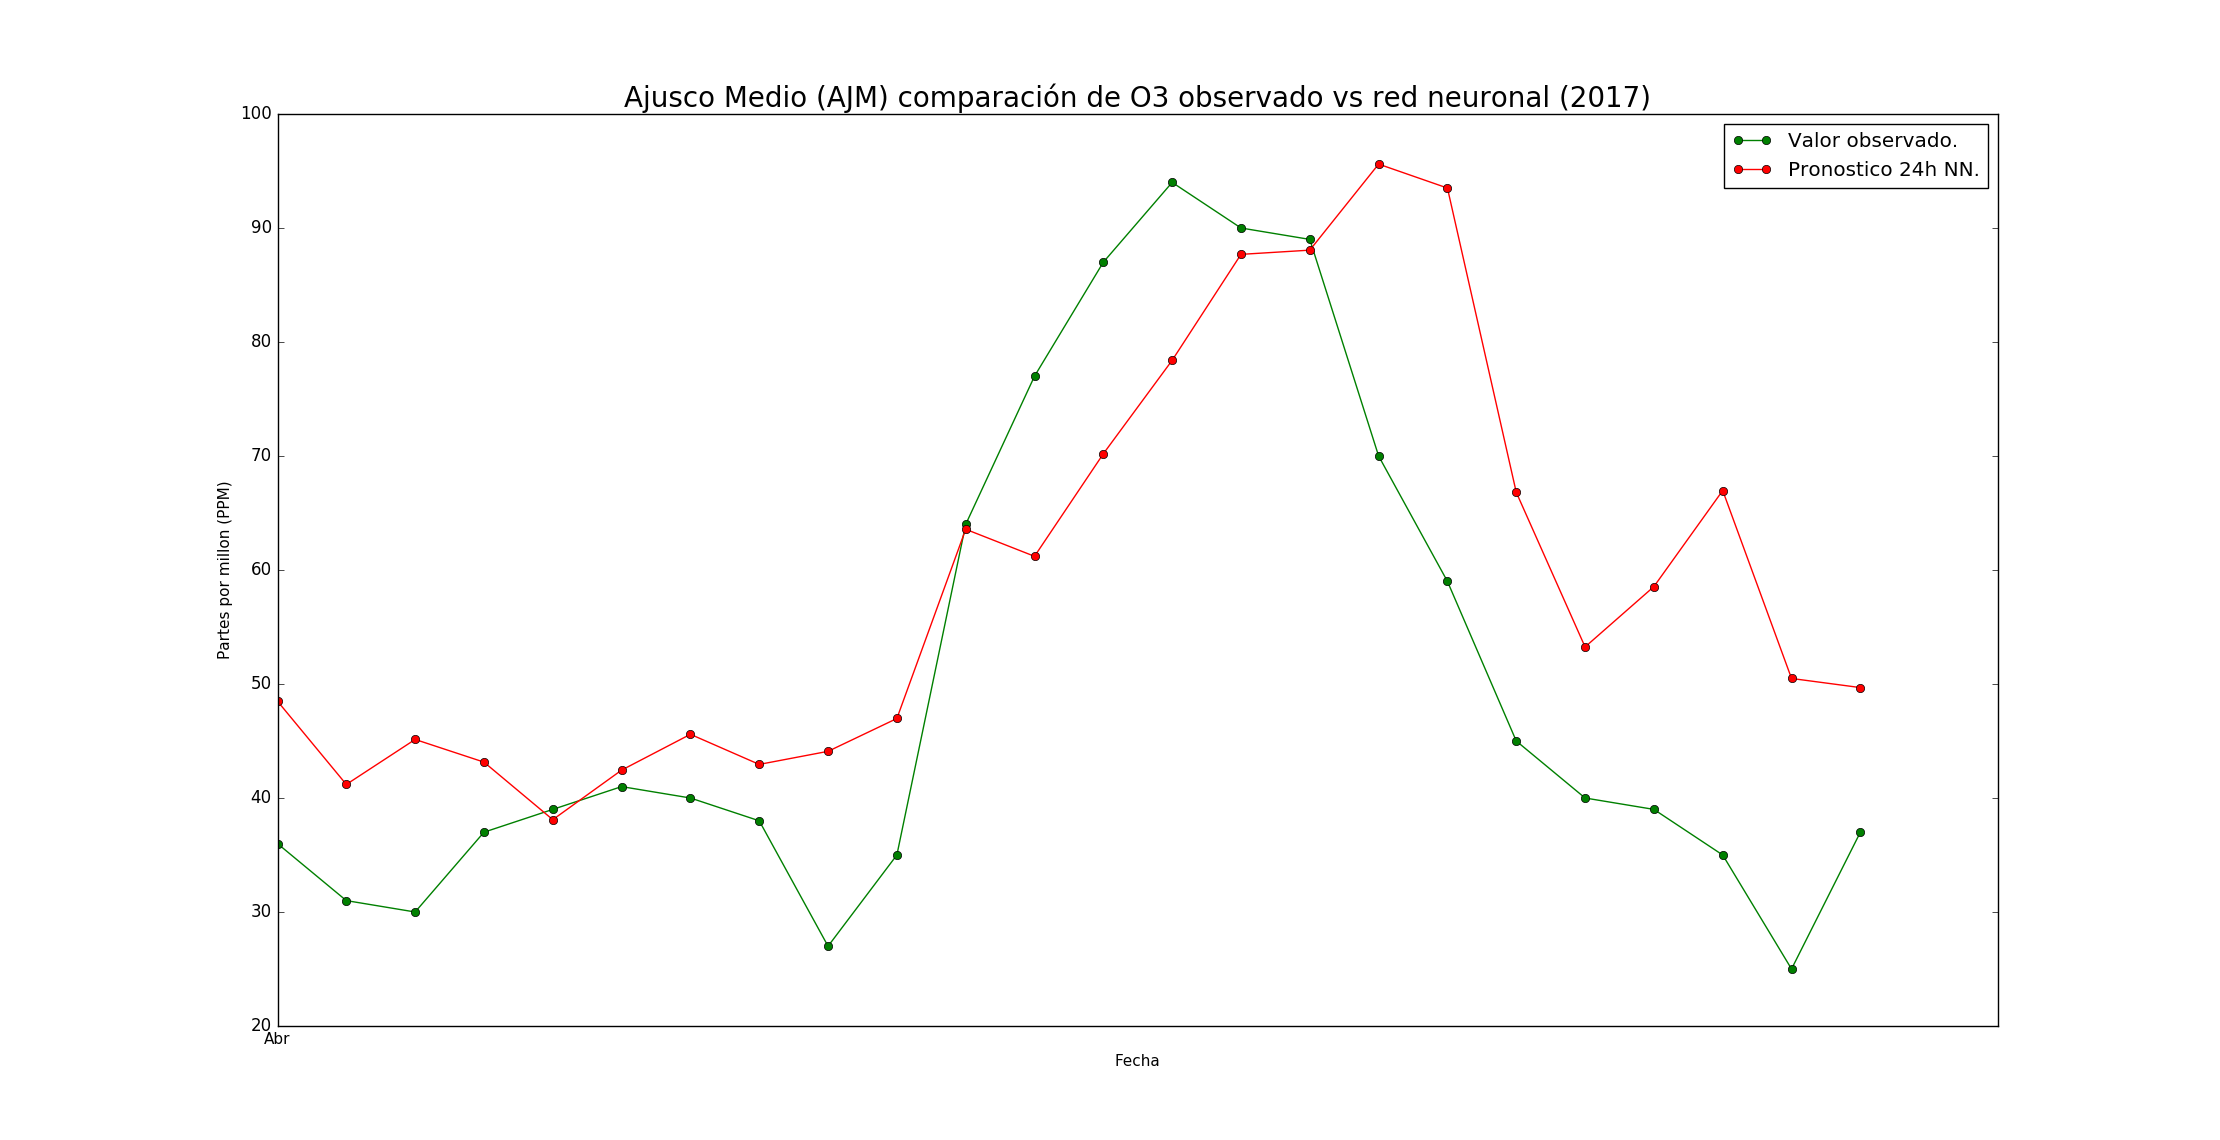 Ajusco Medio (AJM) comparación de O3 observado vs red neuronal (2017)
Valor observado.
Pronostico 24h NN.
100
90
80
70
60
50
40
30
20
Partes por millon (PPM)
Abr
Fecha